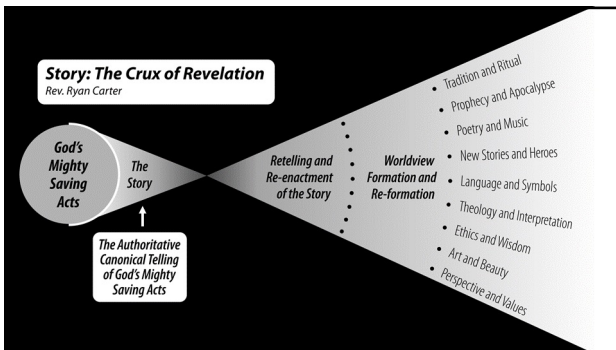 Story: The Crux of Revelation
Rev. Ryan Carter
God's
Mighty
Saving
Acts
The
Story
The Authoritative
Canonical Telling
of God's Mighty
Saving Acts
Retelling and
Re-enactment
of the Story
Worldview
Formation and
Re-formation
• Tradition and Ritual
• Prophecy and Apocalypse
• Poetry and Music
• New Stories and Heroes
• Language and Symbols
• Theology and Interpretation
• Ethics and Wisdom
• Art and Beauty
• Perspective and Values